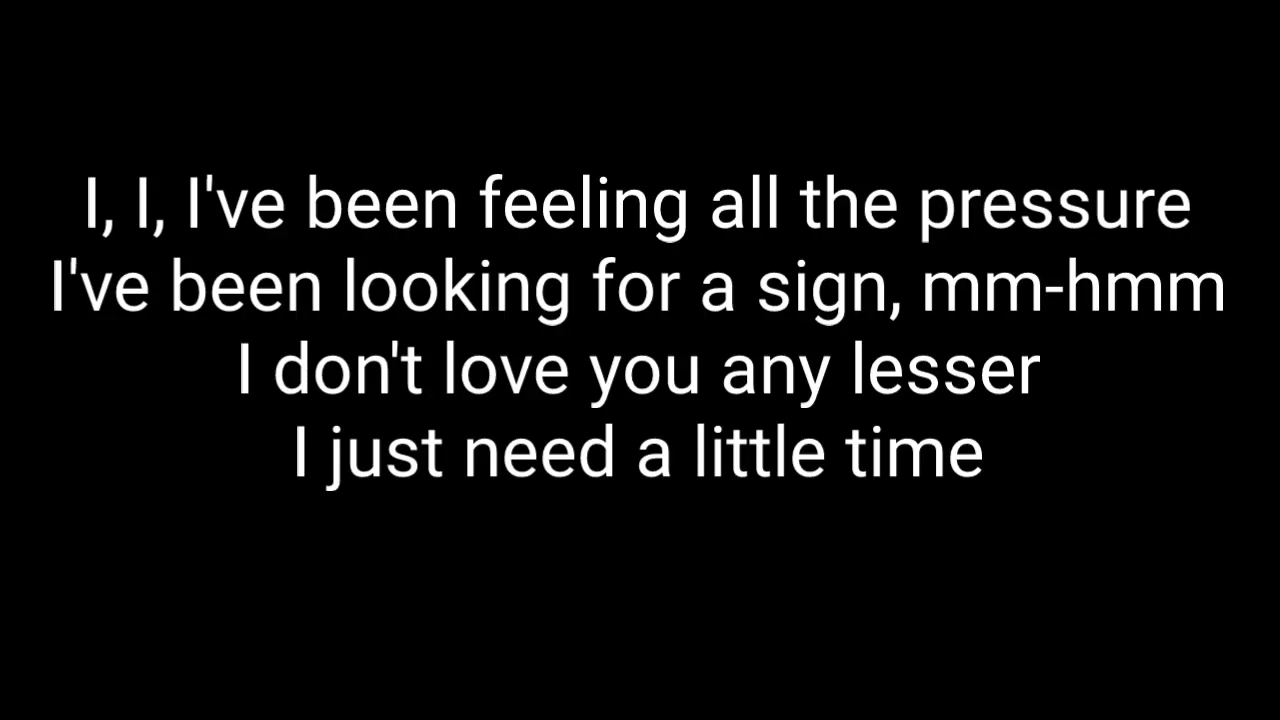 I, I, I've been feeling all the pressure
I've been looking for a sign, mm-hmm
I don't love you any lesser
I just need a little time